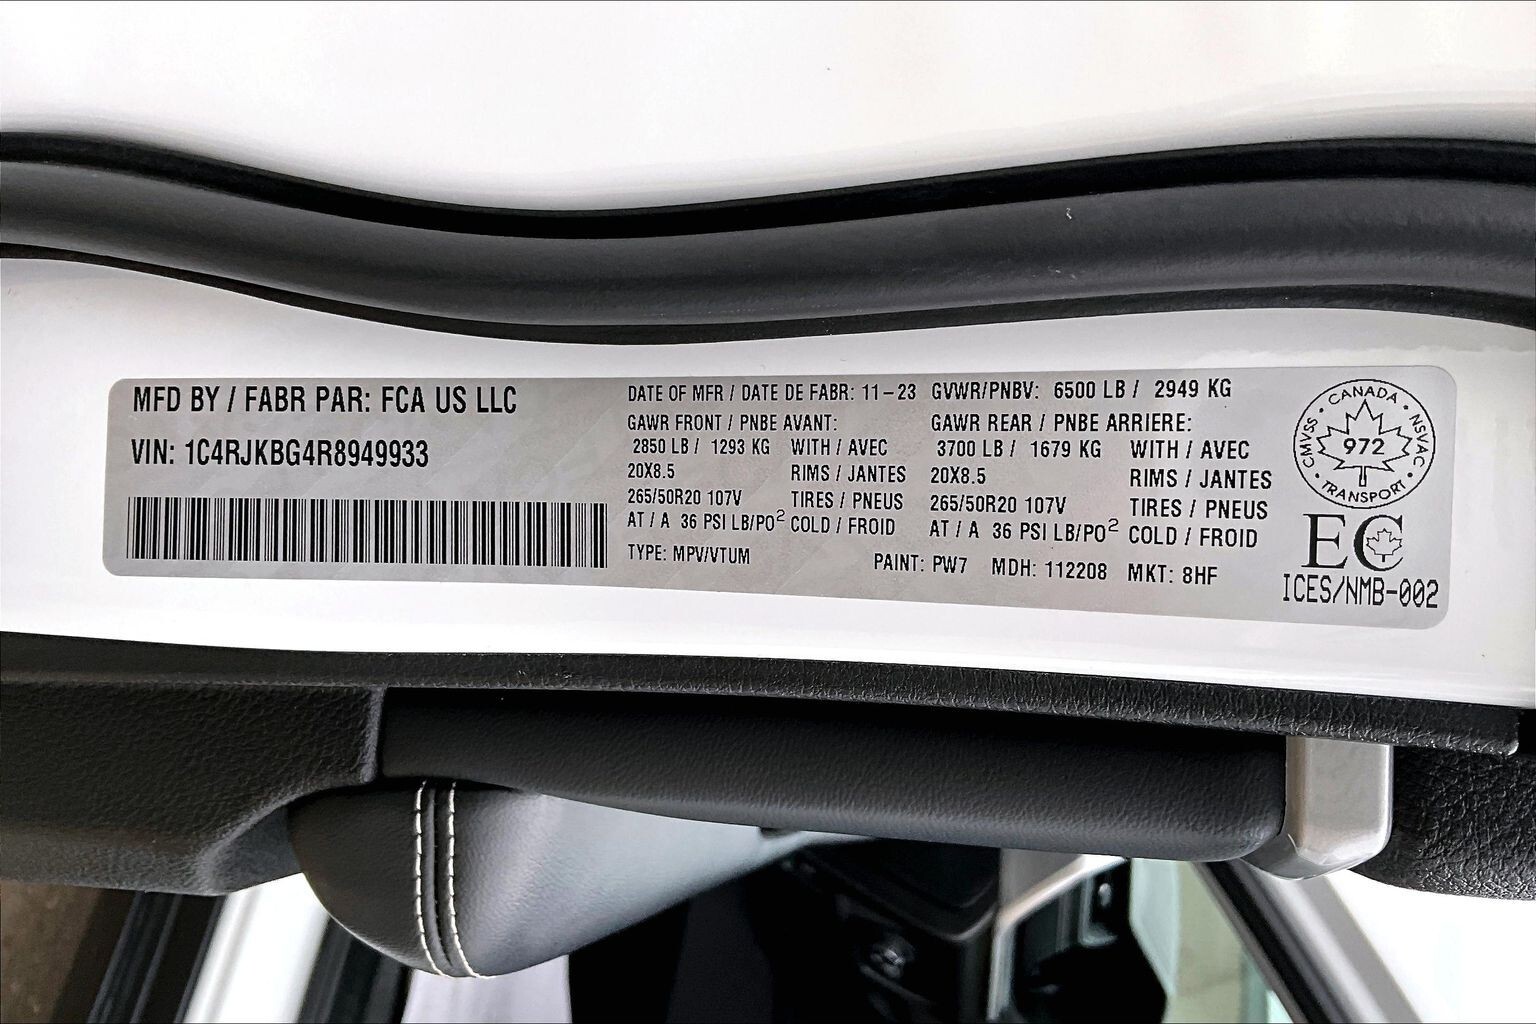 MFD BY / FABR PAR: FCA US LLC
VIN: 1C4RJKBG4R8949933
DATE OF MFR / DATE DE FABR: 11-23 GVWR/PNBV: 6500 LB / 2949 KG
GAWR FRONT / PNBE AVANT:
2850 LB / 1293 KG WITH / AVEC
20X8.5 RIMS / JANTES
265/50R20 107V TIRES / PNEUS
AT / A 36 PSI LB/PO² COLD / FROID
GAWR REAR / PNBE ARRIERE:
3700 LB / 1679 KG WITH / AVEC
20X8.5 RIMS / JANTES
265/50R20 107V TIRES / PNEUS
AT / A 36 PSI LB/PO² COLD / FROID
TYPE: MPV/VTUM PAINT: PW7 MDH: 112208 MKT: 8HF
CANADA · NSVAC · TRANSPORT · CMVSS ·
972
EC
ICES/NMB-002